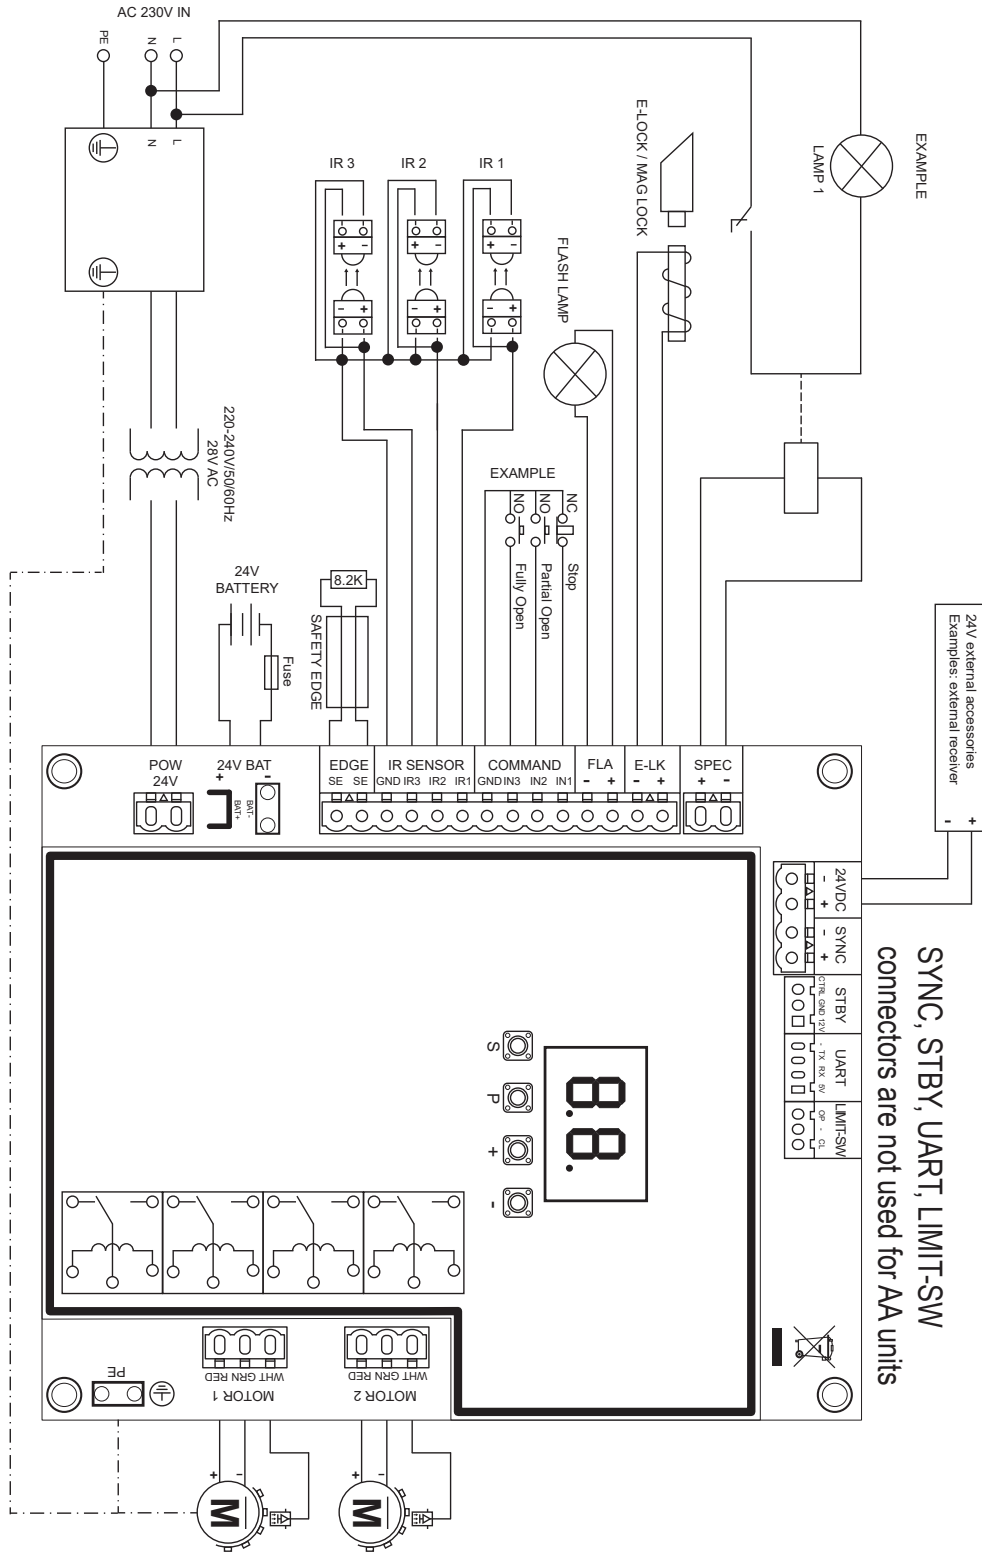 AC 230V IN
PE
N
L
N
L
EXAMPLE
LAMP 1
E-LOCK / MAG LOCK
IR 3
IR 2
IR 1
+ -
+ -
+ -
- +
- +
- +
FLASH LAMP
220-240V/50/60Hz
28V AC
24V
BATTERY
Fuse
8.2K
SAFETY EDGE
EXAMPLE
NO
NO
NC
Fully Open
Partial Open
Stop
24V external accessories
Examples: external receiver
- +
POW
24V
24V BAT
+ -
BAT+
BAT-
EDGE
SE SE
IR SENSOR
GND IR3 IR2 IR1
COMMAND
GND IN3 IN2 IN1
FLA
- +
E-LK
- +
SPEC
+ -
24VDC
- +
SYNC
- +
STBY
CTRL GND 12V
UART
- TX RX 5V
LIMIT-SW
OP - CL
SYNC, STBY, UART, LIMIT-SW
connectors are not used for AA units
8.8.
S
P
+
-
PE
WHT GRN RED
MOTOR 1
WHT GRN RED
MOTOR 2
+ -
M
+ -
M